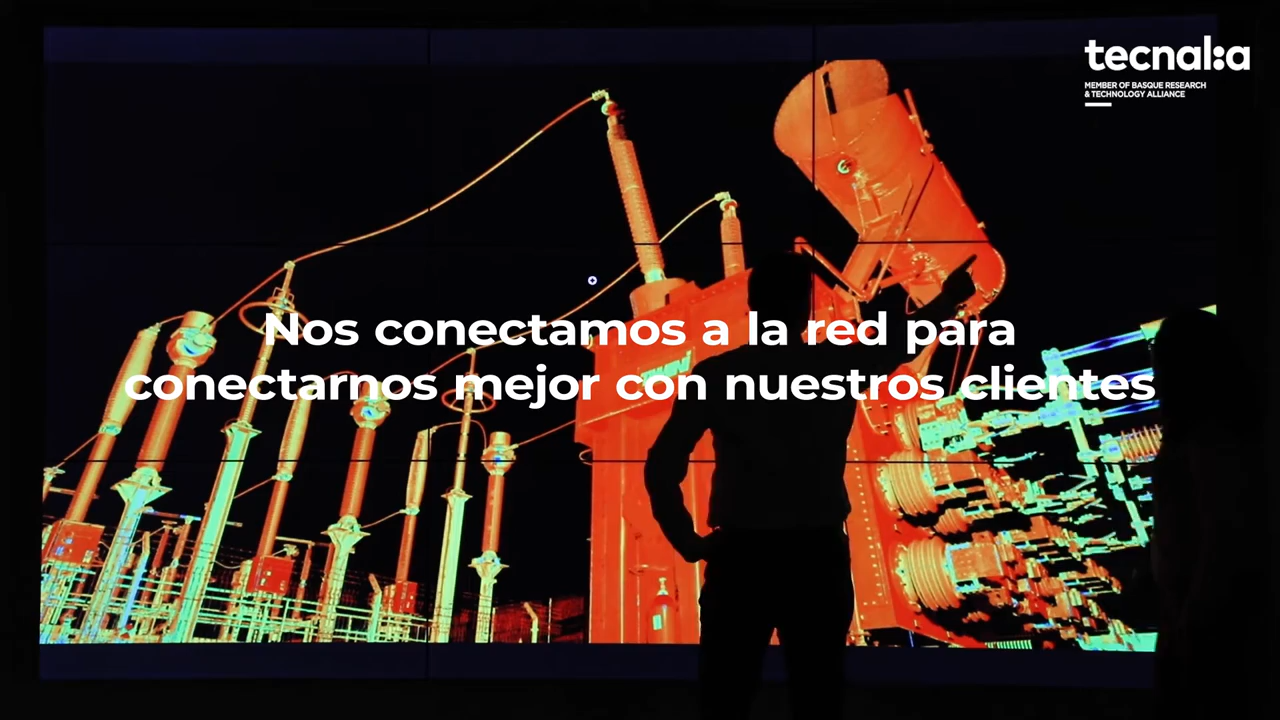 tecnal:a
MEMBER OF BASQUE RESEARCH
& TECHNOLOGY ALLIANCE
Nos conectamos a la red para
conectarnos mejor con nuestros clientes